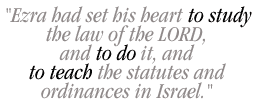 "Ezra had set his heart to study
the law of the LORD,
and to do it, and
to teach the statutes and
ordinances in Israel."